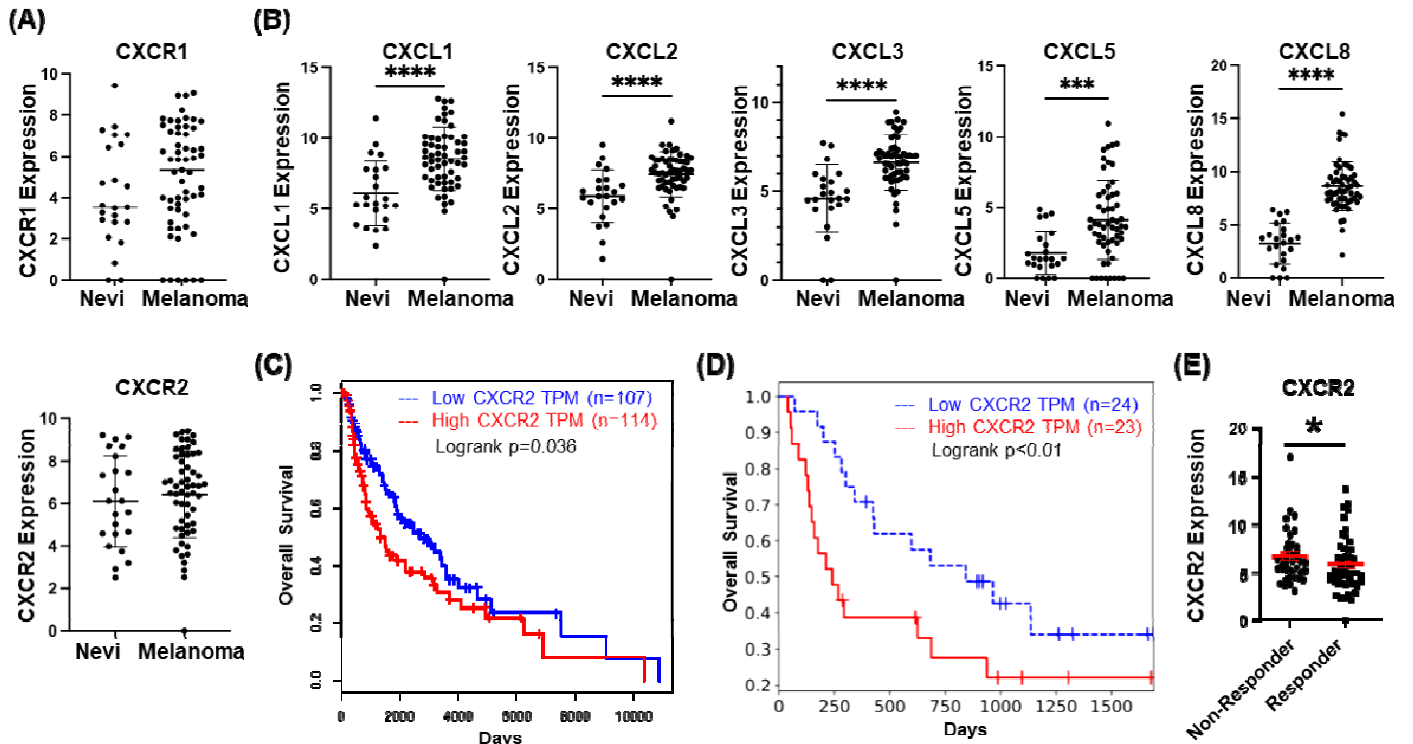 (A)
CXCR1
CXCR1 Expression
10
8
6
4
2
0
Nevi Melanoma
(B)
CXCL1
****
CXCL1 Expression
15
10
5
0
Nevi Melanoma
CXCL2
****
CXCL2 Expression
15
10
5
0
Nevi Melanoma
CXCL3
****
CXCL3 Expression
10
5
0
Nevi Melanoma
CXCL5
***
CXCL5 Expression
15
10
5
0
Nevi Melanoma
CXCL8
****
CXCL8 Expression
20
15
10
5
0
Nevi Melanoma
CXCR2
CXCR2 Expression
10
8
6
4
2
0
Nevi Melanoma
(C)
Low CXCR2 TPM (n=107)
High CXCR2 TPM (n=114)
Logrank p=0.036
Overall Survival
1.0
0.8
0.6
0.4
0.2
0.0
0 2000 4000 6000 8000 10000
Days
(D)
Low CXCR2 TPM (n=24)
High CXCR2 TPM (n=23)
Logrank p<0.01
Overall Survival
1.0
0.9
0.8
0.7
0.6
0.5
0.4
0.3
0.2
0 250 500 750 1000 1250 1500
Days
(E)
CXCR2
*
CXCR2 Expression
20
15
10
5
0
Non-Responder
Responder